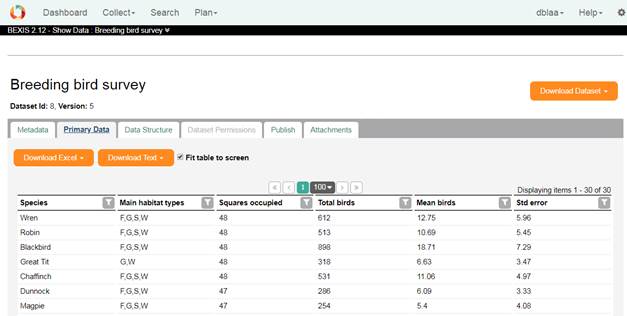 Dashboard Collect Search Plan dblaa Help
BEXIS 2.12 - Show Data : Breeding bird survey
Breeding bird survey
Download Dataset
Dataset Id: 8, Version: 5
Metadata Primary Data Data Structure Dataset Permissions Publish Attachments
Download Excel Download Text Fit table to screen
« ‹ 1 100 › »
Displaying items 1 - 30 of 30
Species Main habitat types Squares occupied Total birds Mean birds Std error
Wren F,G,S,W 48 612 12.75 5.96
Robin F,G,S,W 48 513 10.69 5.45
Blackbird F,G,S,W 48 898 18.71 7.29
Great Tit G,W 48 318 6.63 3.47
Chaffinch F,G,S,W 48 531 11.06 4.97
Dunnock F,G,S,W 47 286 6.09 3.33
Magpie F,G,S,W 47 254 5.4 4.08